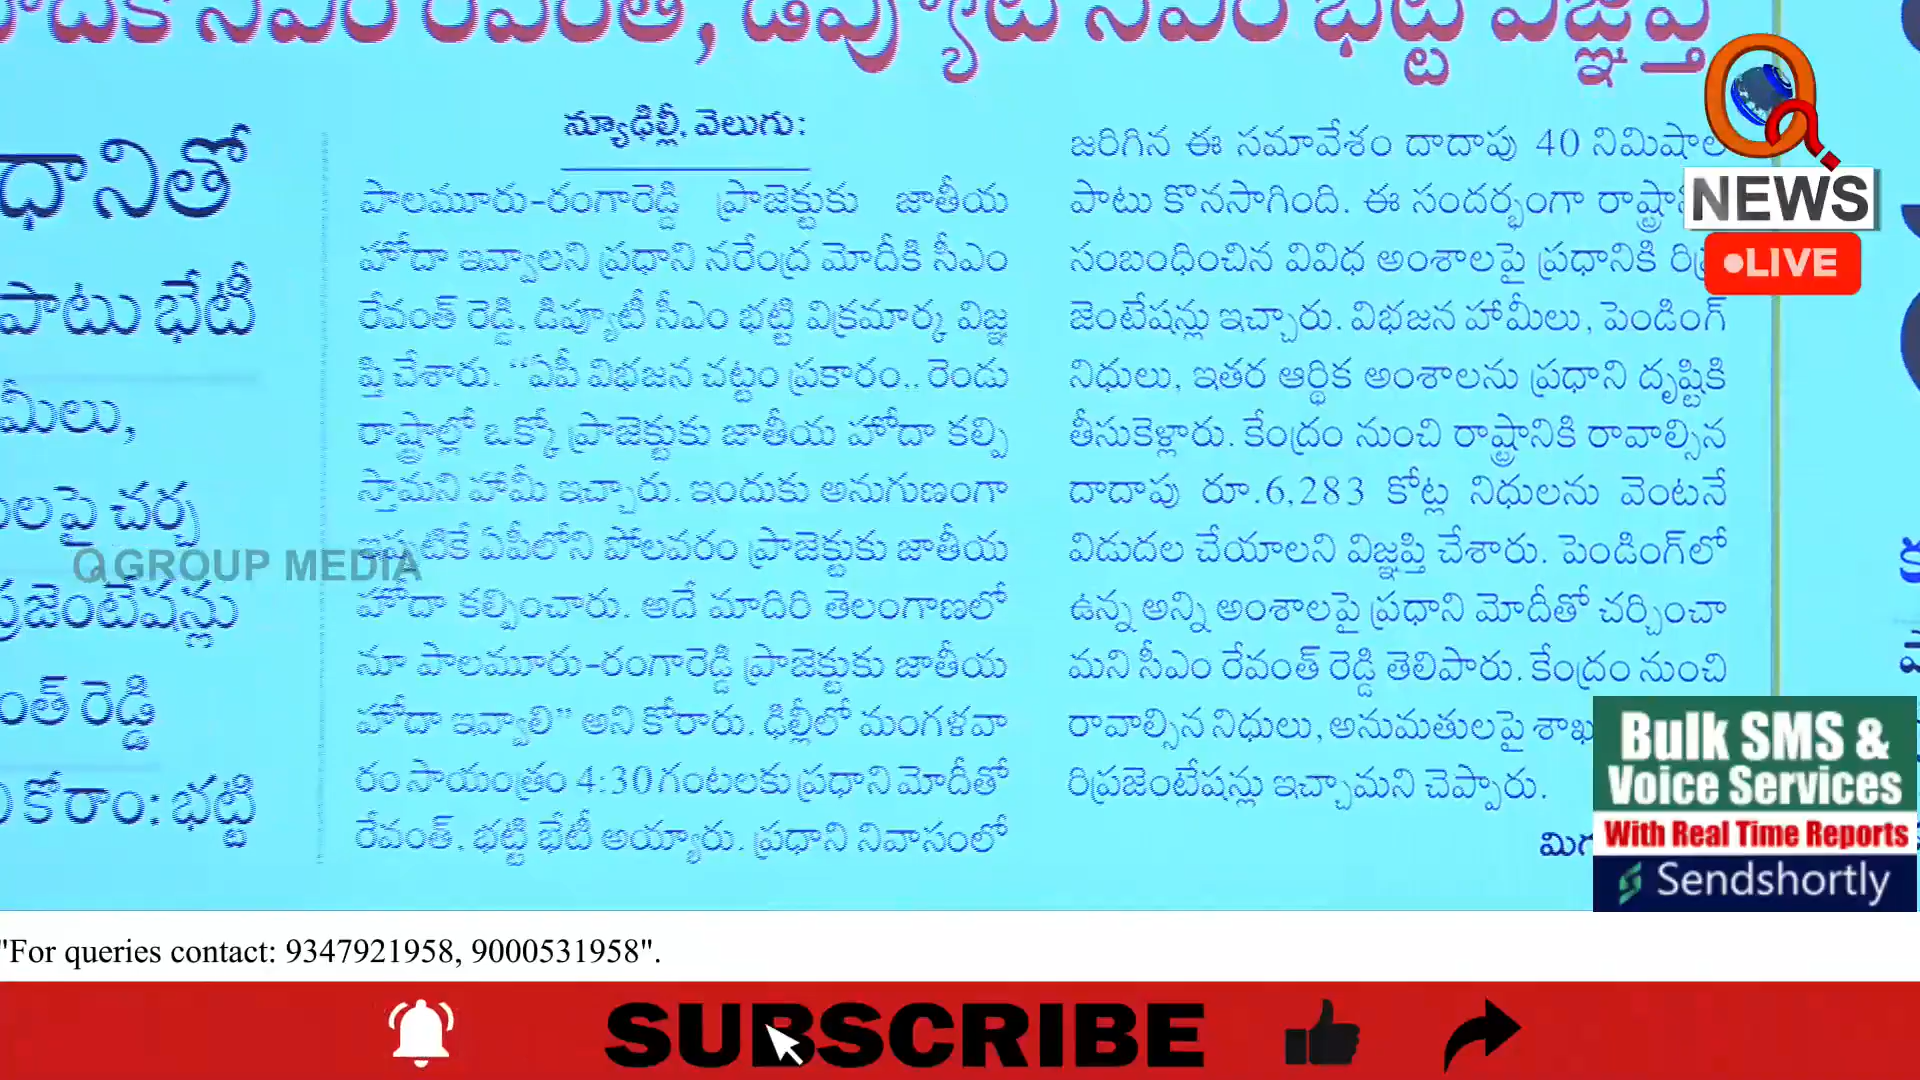 సీఎం రేవంత్, డిప్యూటీ సీఎం భట్టి విజ్ఞప్తి
పాటు భేటీ
చర్చ
రెడ్డి
కోరాం: భట్టి
న్యూఢిల్లీ, వెలుగు:
పాలమూరు-రంగారెడ్డి ప్రాజెక్టుకు జాతీయ
హోదా ఇవ్వాలని ప్రధాని నరేంద్ర మోదీకి సీఎం
రేవంత్ రెడ్డి, డిప్యూటీ సీఎం భట్టి విక్రమార్క విజ్ఞ
ప్తి చేశారు. “ఏపీ విభజన చట్టం ప్రకారం.. రెండు
రాష్ట్రాల్లో ఒక్కో ప్రాజెక్టుకు జాతీయ హోదా కల్పి
స్తామని హామీ ఇచ్చారు. ఇందుకు అనుగుణంగా
ఇప్పటికే ఏపీలోని పోలవరం ప్రాజెక్టుకు జాతీయ
హోదా కల్పించారు. అదే మాదిరి తెలంగాణలో
నూ పాలమూరు-రంగారెడ్డి ప్రాజెక్టుకు జాతీయ
హోదా ఇవ్వాలి” అని కోరారు. ఢిల్లీలో మంగళవా
రం సాయంత్రం 4:30 గంటలకు ప్రధాని మోదీతో
రేవంత్, భట్టి భేటీ అయ్యారు. ప్రధాని నివాసంలో
జరిగిన ఈ సమావేశం దాదాపు 40 నిమిషాల
పాటు కొనసాగింది. ఈ సందర్భంగా
సంబంధించిన వివిధ అంశాలపై ప్రధానికి
జెంటేషన్లు ఇచ్చారు. విభజన హామీలు, పెండింగ్
నిధులు, ఇతర ఆర్థిక అంశాలను ప్రధాని దృష్టికి
తీసుకెళ్లారు. కేంద్రం నుంచి రాష్ట్రానికి రావాల్సిన
దాదాపు రూ.6,283 కోట్ల నిధులను వెంటనే
విడుదల చేయాలని విజ్ఞప్తి చేశారు. పెండింగ్‌లో
ఉన్న అన్ని అంశాలపై ప్రధాని మోదీతో చర్చించా
మని సీఎం రేవంత్ రెడ్డి తెలిపారు. కేంద్రం నుంచి
రావాల్సిన నిధులు, అనుమతులపై
రిప్రజెంటేషన్లు ఇచ్చామని చెప్పారు.
Q GROUP MEDIA
Q
NEWS
LIVE
Bulk SMS &
Voice Services
With Real Time Reports
Sendshortly
"For queries contact: 9347921958, 9000531958".
SUBSCRIBE